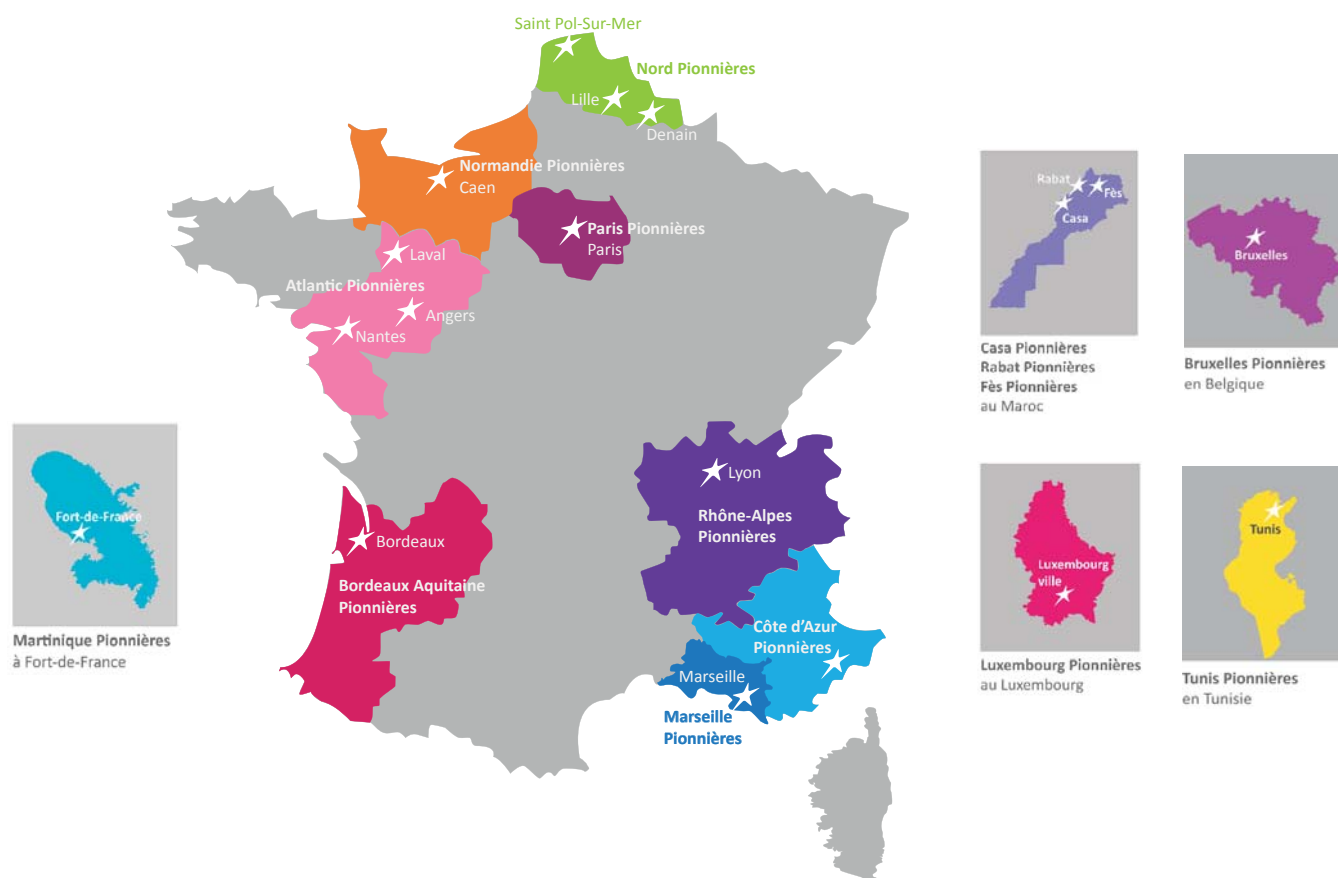 Saint Pol-Sur-Mer
Nord Pionnières
Lille
Denain
Normandie Pionnières
Caen
Paris Pionnières
Paris
Laval
Atlantic Pionnières
Angers
Nantes
Lyon
Rhône-Alpes
Pionnières
Bordeaux
Bordeaux Aquitaine
Pionnières
Côte d'Azur
Pionnières
Marseille
Marseille
Pionnières
Fort-de-France
Martinique Pionnières
à Fort-de-France
Rabat
Fès
Casa
Casa Pionnières
Rabat Pionnières
Fès Pionnières
au Maroc
Bruxelles
Bruxelles Pionnières
en Belgique
Luxembourg
ville
Luxembourg Pionnières
au Luxembourg
Tunis
Tunis Pionnières
en Tunisie